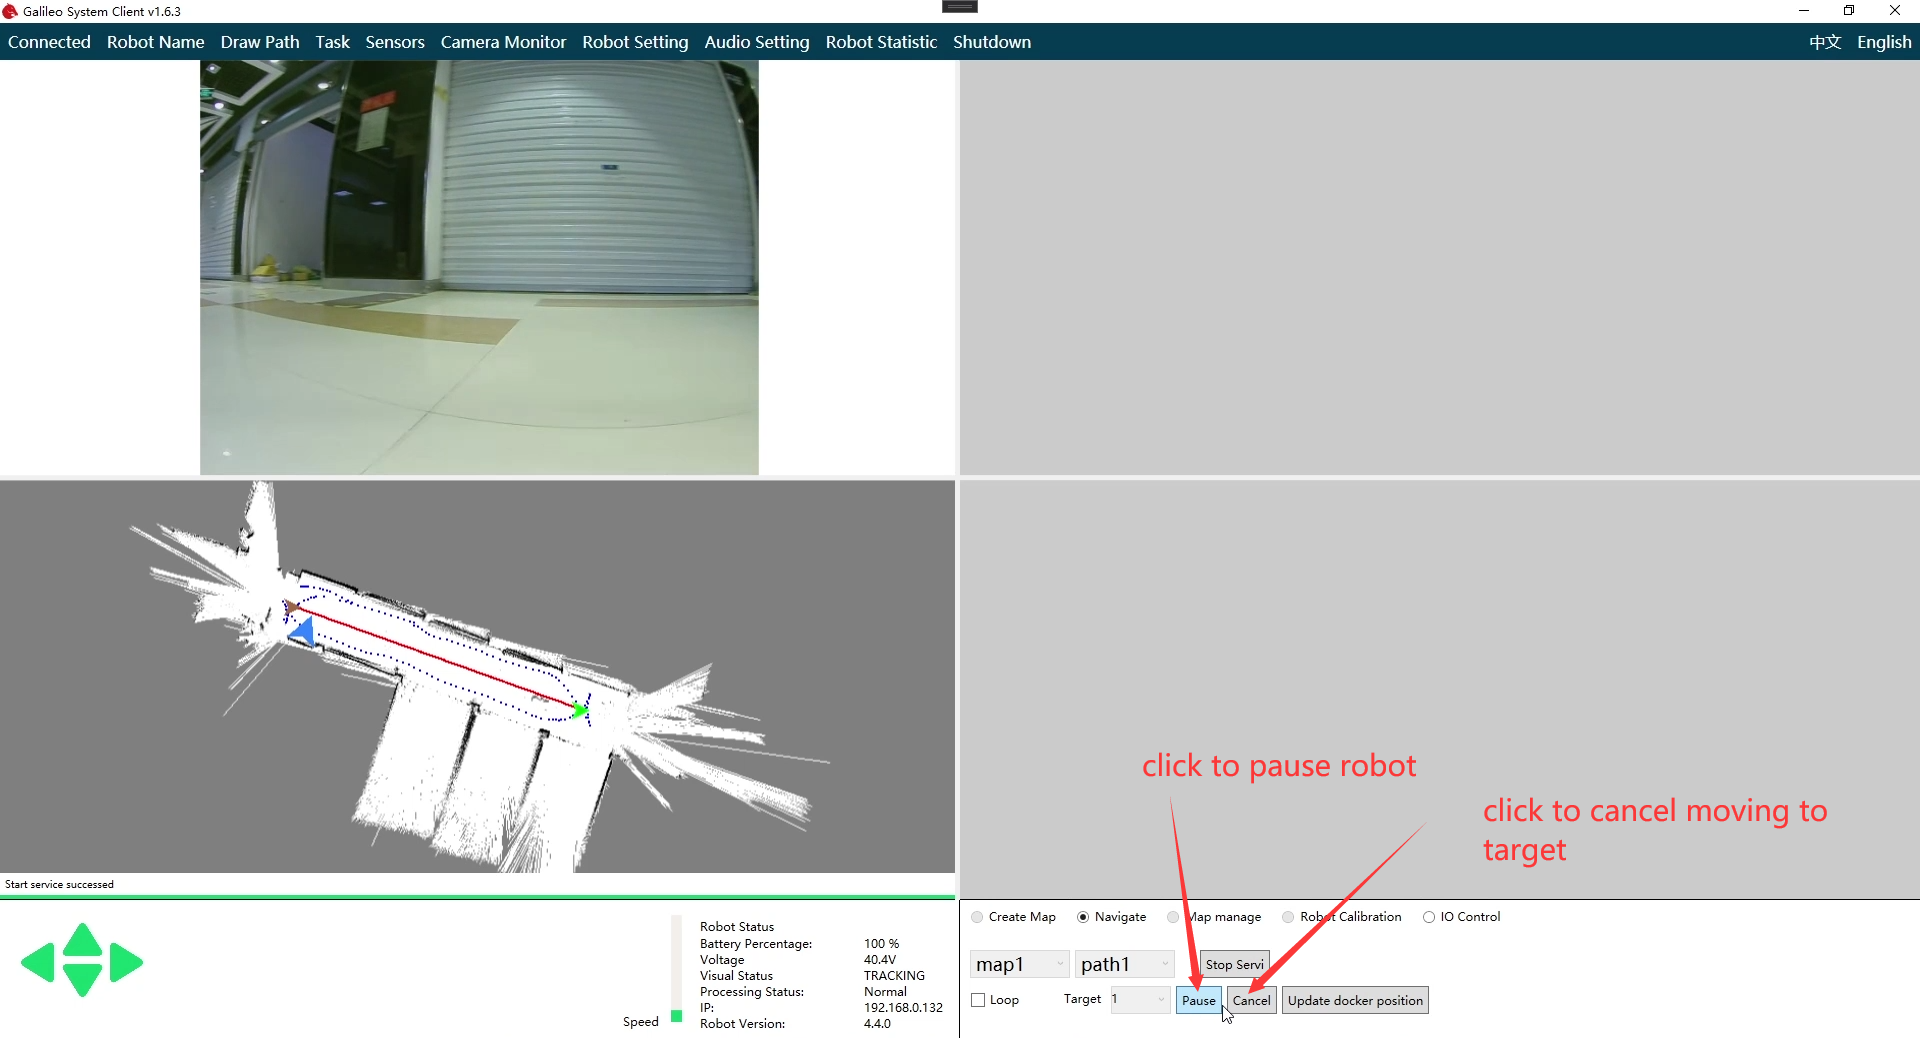 Galileo System Client v1.6.3
Connected Robot Name Draw Path Task Sensors Camera Monitor Robot Setting Audio Setting Robot Statistic Shutdown 中文 English
click to pause robot
click to cancel moving to
target
Start service successed
Create Map Navigate Map manage Robot Calibration IO Control
map1 path1 Stop Servi
Loop Target 1 Pause Cancel Update docker position
Speed
Robot Status
Battery Percentage: 100 %
Voltage 40.4V
Visual Status TRACKING
Processing Status: Normal
IP: 192.168.0.132
Robot Version: 4.4.0